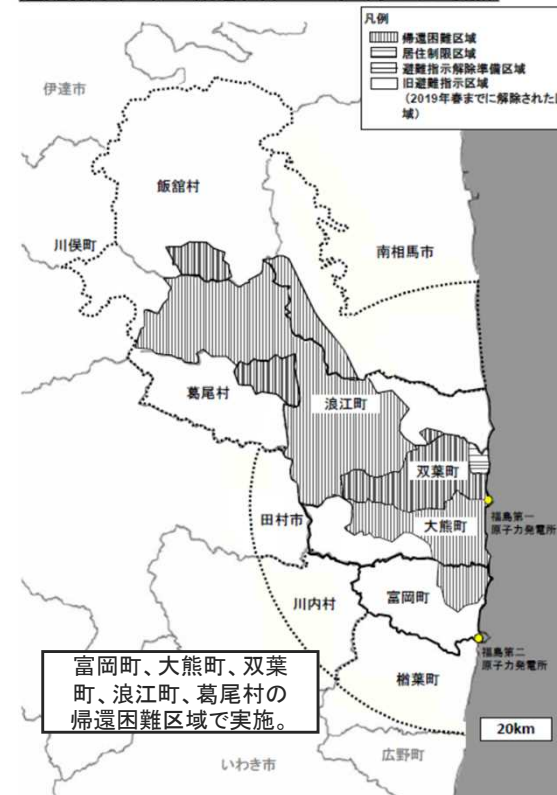 凡例
帰還困難区域
居住制限区域
避難指示解除準備区域
旧避難指示区域
(2019年春までに解除された
域)
伊達市
飯舘村
川俣町
南相馬市
葛尾村
浪江町
双葉町
大熊町
田村市
福島第一
原子力発電所
富岡町
川内村
福島第二
原子力発電所
楢葉町
富岡町、大熊町、双葉
町、浪江町、葛尾村の
帰還困難区域で実施。
20km
広野町
いわき市